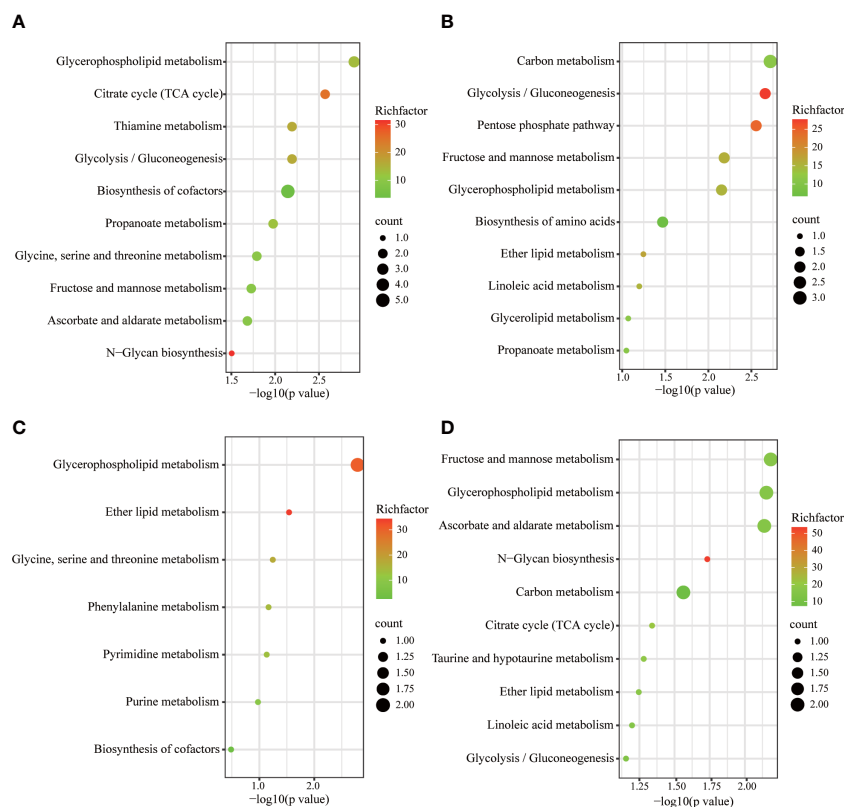 A
Glycerophospholipid metabolism
Citrate cycle (TCA cycle)
Thiamine metabolism
Glycolysis / Gluconeogenesis
Biosynthesis of cofactors
Propanoate metabolism
Glycine, serine and threonine metabolism
Fructose and mannose metabolism
Ascorbate and aldarate metabolism
N−Glycan biosynthesis
1.5 2.0 2.5
−log10(p value)
Richfactor
30
20
10
count
1.0
2.0
3.0
4.0
5.0
B
Carbon metabolism
Glycolysis / Gluconeogenesis
Pentose phosphate pathway
Fructose and mannose metabolism
Glycerophospholipid metabolism
Biosynthesis of amino acids
Ether lipid metabolism
Linoleic acid metabolism
Glycerolipid metabolism
Propanoate metabolism
1.0 1.5 2.0 2.5
−log10(p value)
Richfactor
25
20
15
10
count
1.0
1.5
2.0
2.5
3.0
C
Glycerophospholipid metabolism
Ether lipid metabolism
Glycine, serine and threonine metabolism
Phenylalanine metabolism
Pyrimidine metabolism
Purine metabolism
Biosynthesis of cofactors
1.0 2.0
−log10(p value)
Richfactor
30
20
10
count
1.00
1.25
1.50
1.75
2.00
D
Fructose and mannose metabolism
Glycerophospholipid metabolism
Ascorbate and aldarate metabolism
N−Glycan biosynthesis
Carbon metabolism
Citrate cycle (TCA cycle)
Taurine and hypotaurine metabolism
Ether lipid metabolism
Linoleic acid metabolism
Glycolysis / Gluconeogenesis
1.25 1.50 1.75 2.00
−log10(p value)
Richfactor
50
40
30
20
10
count
1.00
1.25
1.50
1.75
2.00